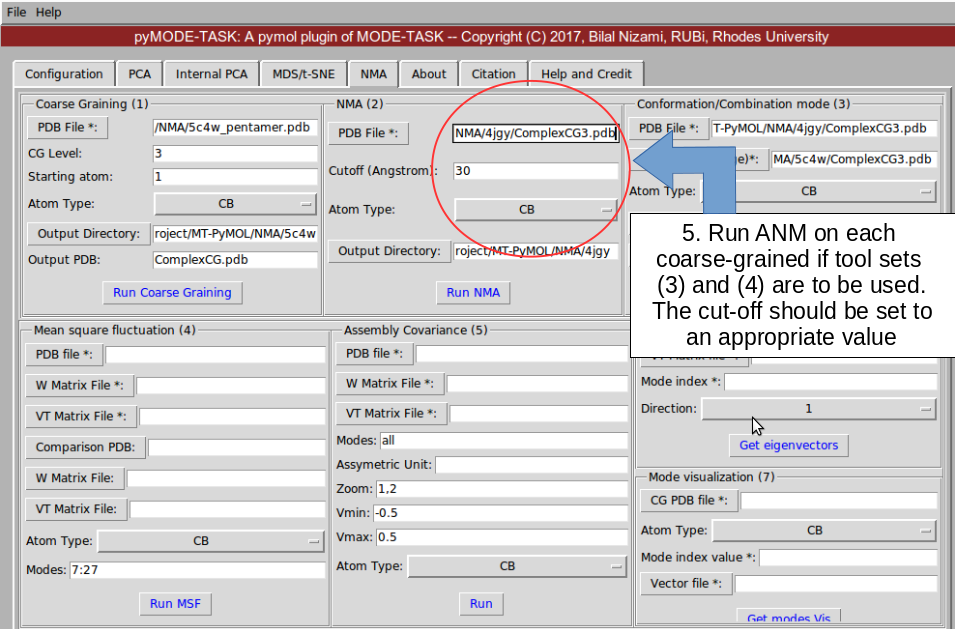 File Help
pyMODE-TASK: A pymol plugin of MODE-TASK -- Copyright (C) 2017, Bilal Nizami, RUBi, Rhodes University
Configuration PCA Internal PCA MDS/t-SNE NMA About Citation Help and Credit
Coarse Graining (1)
PDB File *: /NMA/5c4w_pentamer.pdb
CG Level: 3
Starting atom: 1
Atom Type: CB
Output Directory: roject/MT-PyMOL/NMA/5c4w
Output PDB: ComplexCG.pdb
Run Coarse Graining
NMA (2)
PDB File *: NMA/4jgy/ComplexCG3.pdb
Cutoff (Angstrom): 30
Atom Type: CB
Output Directory: roject/MT-PyMOL/NMA/4jgy
Run NMA
Conformation/Combination mode (3)
PDB File *: T-PyMOL/NMA/4jgy/ComplexCG3.pdb
e)*: MA/5c4w/ComplexCG3.pdb
Atom Type: CB
5. Run ANM on each
coarse-grained if tool sets
(3) and (4) are to be used.
The cut-off should be set to
an appropriate value
Mean square fluctuation (4)
PDB file *:
W Matrix File *:
VT Matrix File *:
Comparison PDB:
W Matrix File:
VT Matrix File:
Atom Type: CB
Modes: 7:27
Run MSF
Assembly Covariance (5)
PDB file *:
W Matrix File *:
VT Matrix File *:
Modes: all
Assymetric Unit:
Zoom: 1,2
Vmin: -0.5
Vmax: 0.5
Atom Type: CB
Run
Mode index *:
Direction: 1
Get eigenvectors
Mode visualization (7)
CG PDB file *:
Atom Type: CB
Mode index value *:
Vector file *:
Get modes Vis